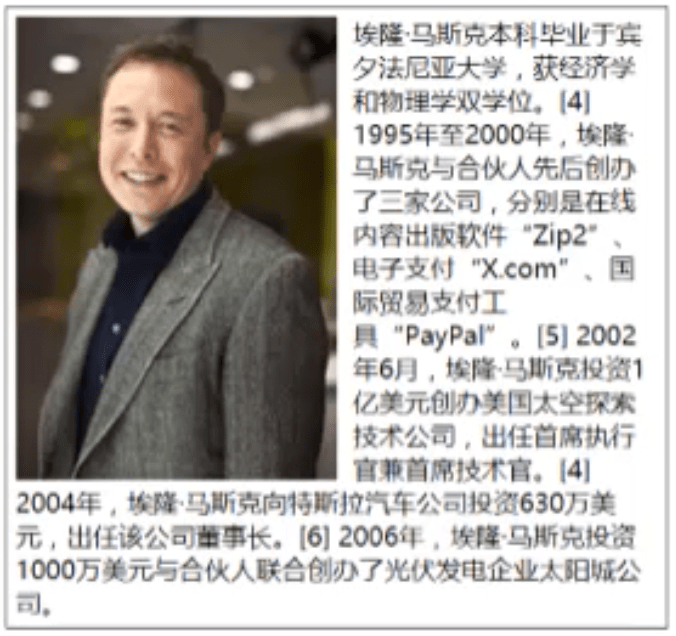 埃隆·马斯克本科毕业于宾
夕法尼亚大学，获经济学
和物理学双学位。[4]
1995年至2000年，埃隆·
马斯克与合伙人先后创办
了三家公司，分别是在线
内容出版软件“Zip2”、
电子支付“X.com”、国
际贸易支付工
具“PayPal”。[5] 2002
年6月，埃隆·马斯克投资1
亿美元创办美国太空探索
技术公司，出任首席执行
官兼首席技术官。[4]
2004年，埃隆·马斯克向特斯拉汽车公司投资630万美
元，出任该公司董事长。[6] 2006年，埃隆·马斯克投资
1000万美元与合伙人联合创办了光伏发电企业太阳城公
司。